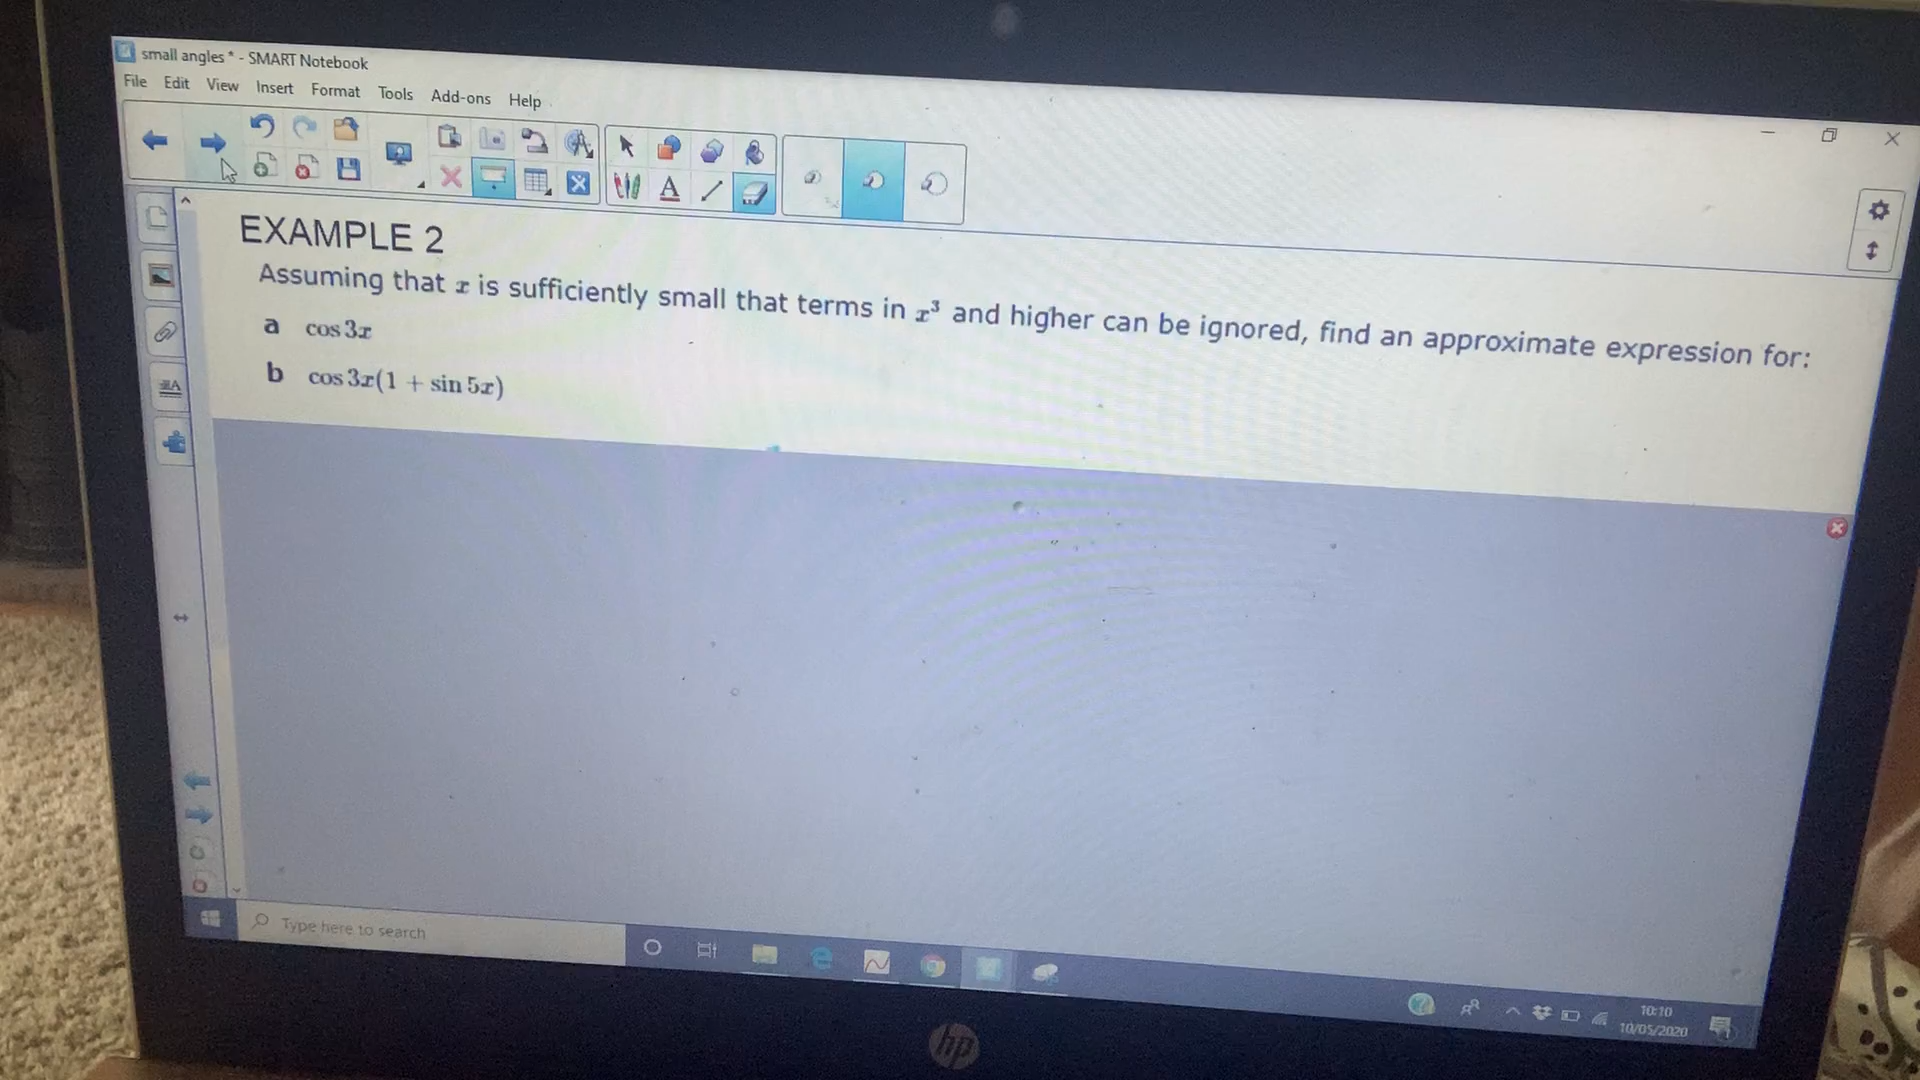 small angles * - SMART Notebook
File Edit View Insert Format Tools Add-ons Help
A
EXAMPLE 2
Assuming that x is sufficiently small that terms in x³ and higher can be ignored, find an approximate expression for:
a cos 3x
b cos 3x(1 + sin 5x)
Type here to search
10:10
10/05/2020
hp